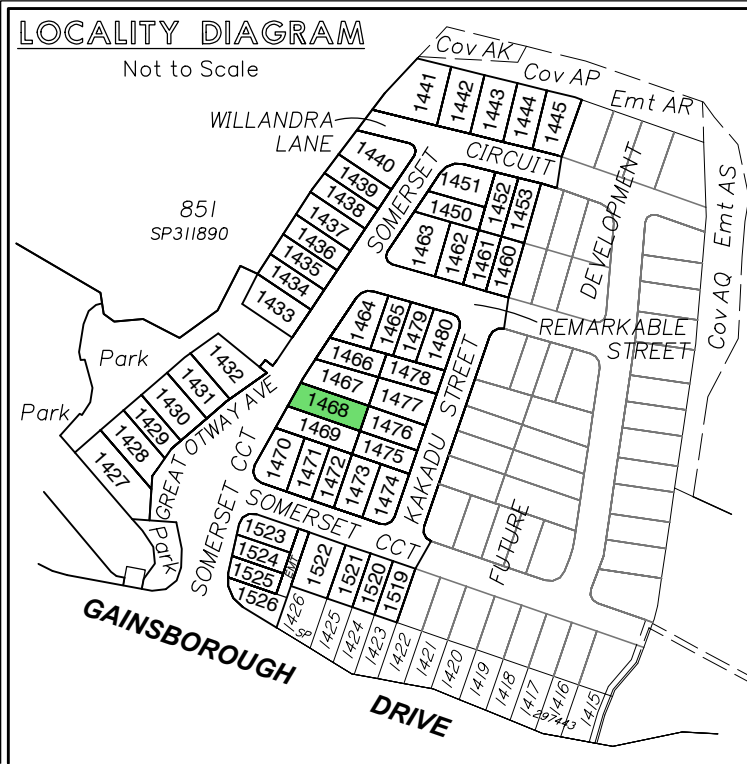 LOCALITY DIAGRAM
Not to Scale
Cov AK
Cov AP
Emt AR
1441
1442
1443
1444
1445
WILLANDRA
LANE
CIRCUIT
SOMERSET
1440
1439
1438
1437
1436
1435
1434
1433
851
SP311890
1451
1452
1453
1450
1463
1462
1461
1460
DEVELOPMENT
Emt AS
Cov AQ
REMARKABLE
STREET
1464
1465
1479
1480
1466
1478
1467
1477
1468
1476
1469
1475
1470
1471
1472
1473
1474
KAKADU STREET
Park
Park
1432
1431
1430
1429
1428
1427
GREAT OTWAY AVE
SOMERSET CCT
SOMERSET CCT
Park
1523
1524
1525
1526
EMT
1522
1521
1520
1519
FUTURE
1426
SP
1425
1424
1423
1422
1421
1420
1419
1418
1417
1416
1415
297443
GAINSBOROUGH
DRIVE